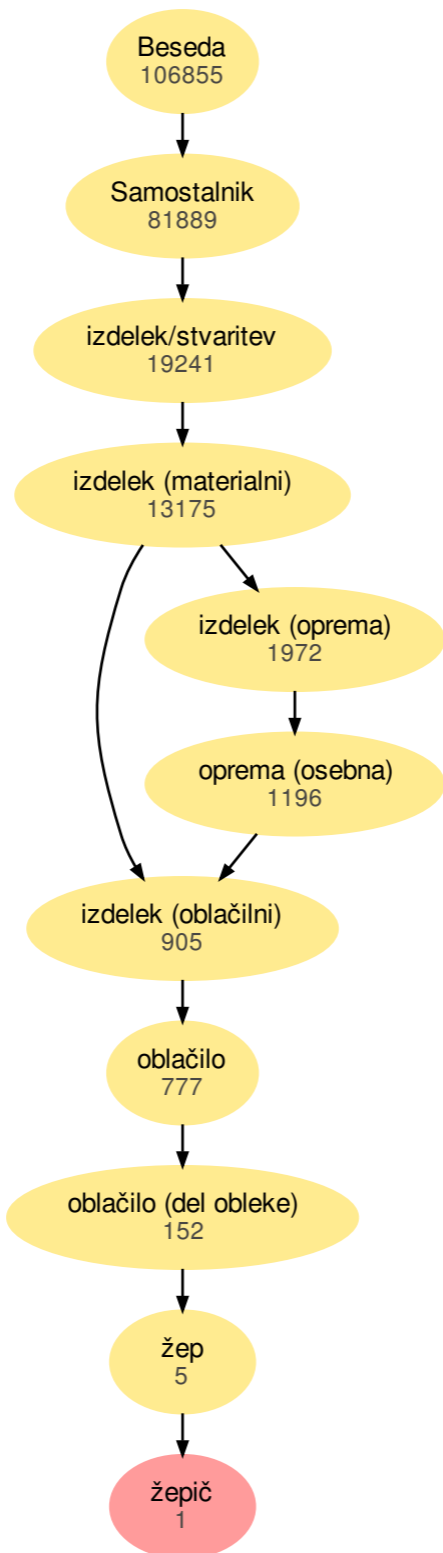 Beseda
106855
Samostalnik
81889
izdelek/stvaritev
19241
izdelek (materialni)
13175
izdelek (oprema)
1972
oprema (osebna)
1196
izdelek (oblačilni)
905
oblačilo
777
oblačilo (del obleke)
152
žep
5
žepič
1